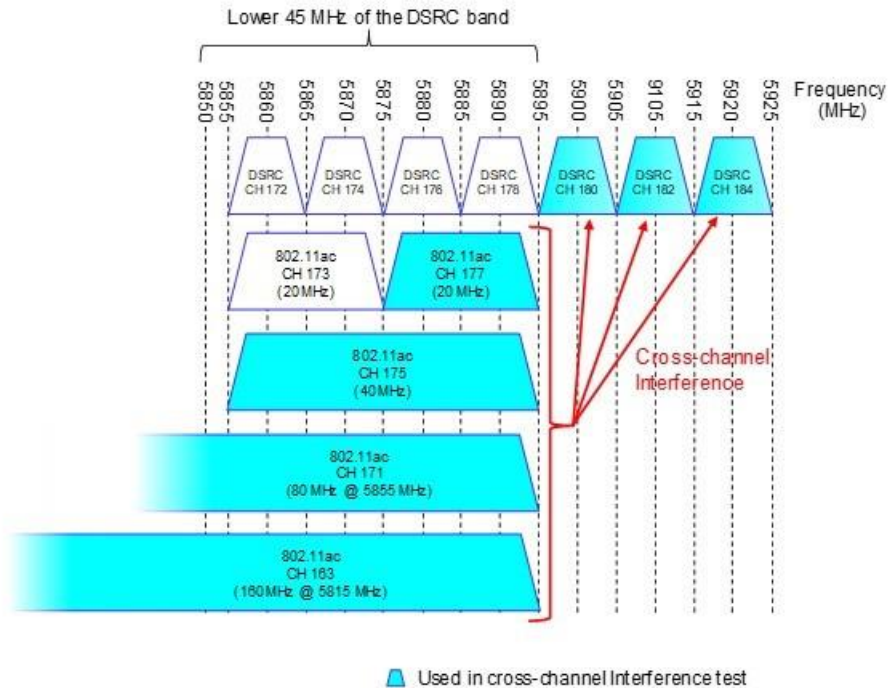 Lower 45 MHz of the DSRC band
5850
5855
5860
5865
5870
5875
5880
5885
5890
5895
5900
5905
9105
5915
5920
5925
Frequency
(MHz)
DSRC
CH 172
DSRC
CH 174
DSRC
CH 176
DSRC
CH 178
DSRC
CH 180
DSRC
CH 182
DSRC
CH 184
802.11ac
CH 173
(20MHz)
802.11ac
CH 177
(20MHz)
802.11ac
CH 175
(40MHz)
Cross-channel
Interference
802.11ac
CH 171
(80 MHz @ 5855 MHz)
802.11ac
CH 163
(160MHz @ 5815 MHz)
Used in cross-channel Interference test